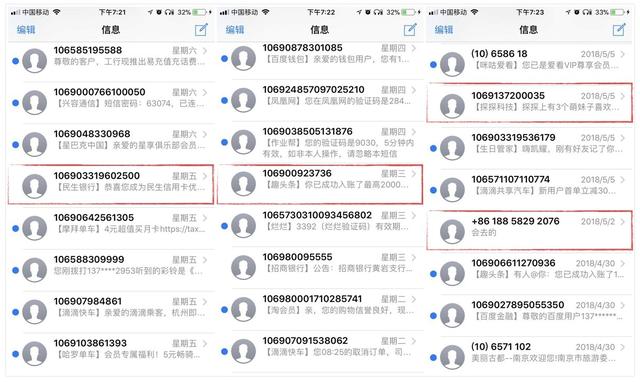 中国移动 下午7:21 32%
编辑 信息
106585195588 星期六
尊敬的客户，工行现推出易充值充话费...
1069000766100050 星期六
【兴容通信】短信密码：63074，已连...
1069048330968 星期六
【星巴克中国】亲爱的星享俱乐部会员...
106903319602500 星期五
【民生银行】恭喜您成为民生信用卡优...
106906425​61305 星期五
【摩拜单车】4元超值买月卡https://tax...
106588309999 星期五
您刚拨打137****2953听到的彩铃是《...
106907984861 星期五
【滴滴快车】亲爱的滴滴乘客，杭州即...
1069103861393 星期五
【哈罗单车】会员专属福利！5元畅骑...
中国移动 下午7:22 32%
编辑 信息
10690878301085 星期四
【百度钱包】亲爱的钱包用户，您有1...
106924857097025210 星期四
【凤凰网】您在凤凰网的验证码是284...
1069038505131876 星期四
【作业帮】您的验证码是9030，5分钟内
有效。如非本人操作，请忽略本短信
106900923736 星期三
【趣头条】你已成功入账了最高2000...
1065730310093456802 星期三
【烂烂】3392（烂烂验证码）有效期...
106980095555 星期三
【招商银行】公告：招商银行黄岩支行...
106980001710285741 星期二
【淘会员】亲，您的购物信誉良好，现...
106907091538062 星期二
【滴滴快车】您08:25的取消订单，司...
中国移动 下午7:23 33%
编辑 信息
(10) 6586 18 2018/5/5
【咪咕爱看】您已是爱看VIP尊享会员...
1069137200035 2018/5/5
【探探科技】探探上有3个萌妹子喜欢...
106903319536179 2018/5/5
【生日管家】嗨凯耀，刚有好友记了你...
106571107110774 2018/5/5
【滴滴共享汽车】新用户首单立减30...
+86 188 5829 2076 2018/5/2
会去的
1069066112​70936 2018/4/30
【趣头条】有人@你：您已成功入账了1...
1069027895055350 2018/4/30
【百度金融】尊敬的百度用户137******...
(10) 6571 102 2018/4/30
美丽古都--南京欢迎您!南京市旅游委...